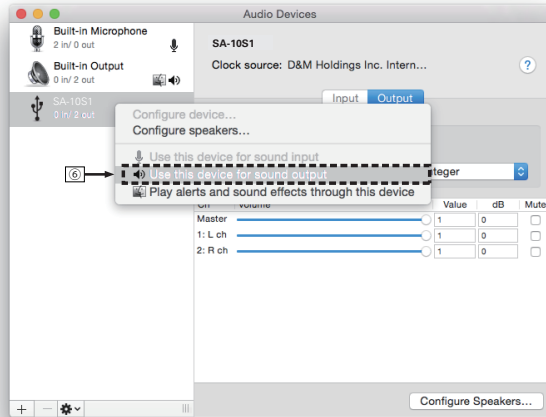 Audio Devices
Built-in Microphone
2 in/ 0 out
Built-in Output
0 in/ 2 out
SA-10S1
0 in/ 2 out
SA-10S1
Clock source: D&M Holdings Inc. Intern...
?
Input Output
Configure device...
Configure speakers...
Use this device for sound input
⑥ Use this device for sound output
Play alerts and sound effects through this device
teger
Ch Volume Value dB Mute
Master 1 0
1: L ch 1 0
2: R ch 1 0
Configure Speakers...